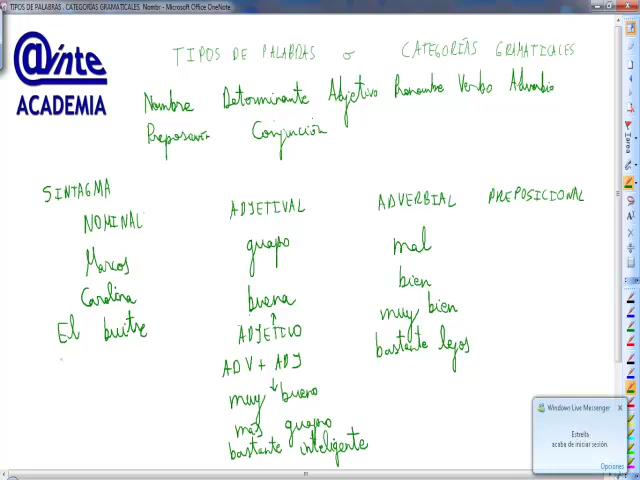 TIPOS DE PALABRAS . CATEGORÍAS GRAMATICALES. Nombr - Microsoft Office OneNote
@ainte
ACADEMIA
TIPOS DE PALABRAS o CATEGORÍAS GRAMATICALES
Nombre Determinante Adjetivo Pronombe Verbo Adverbio
Preposición Conjunción
SINTAGMA
NOMINAL
Marcos
Carolina
El buitre
ADJETIVAL
guapo
buena
ADJETIVO
ADV + ADJ
muy bueno
más guapo
bastante inteligente
ADVERBIAL
mal
bien
muy bien
bastante lejos
PREPOSICIONAL
Windows Live Messenger
Estrella
acaba de iniciar sesión.
Opciones